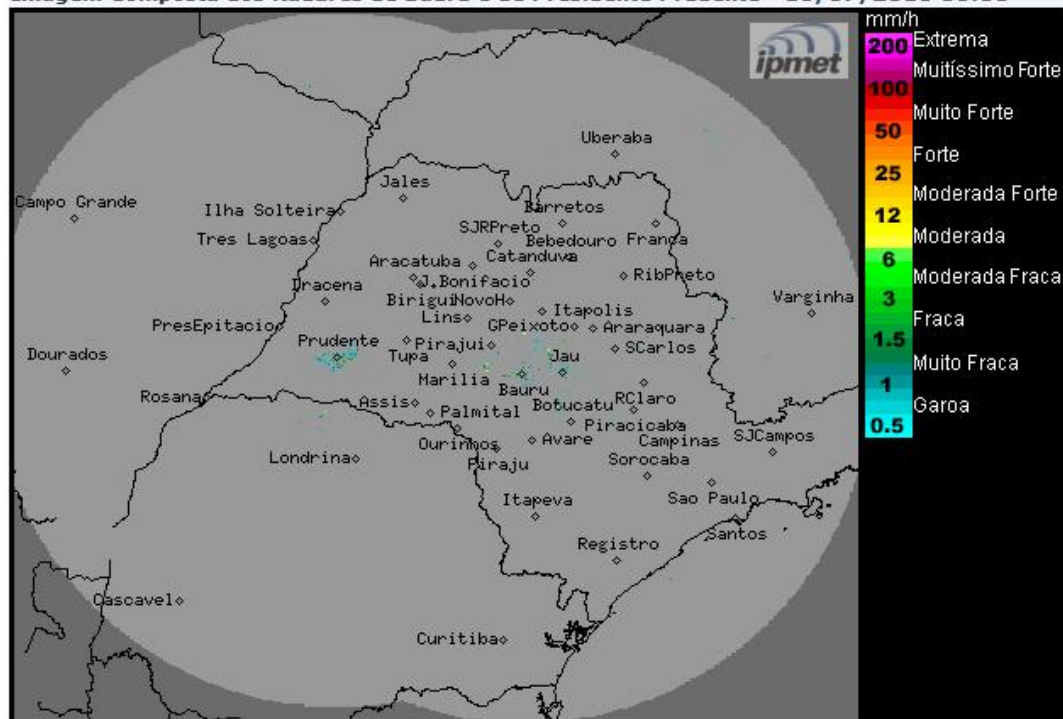 ipmet
mm/h
200 Extrema
Muitíssimo Forte
100
Muito Forte
50
Forte
25
Moderada Forte
12
Moderada
6
Moderada Fraca
3
Fraca
1.5
Muito Fraca
1
Garoa
0.5
Uberaba
Jales
Campo Grande
Ilha Solteira
Barretos
SJRPreto
Tres Lagoas
Bebedouro
Franca
Catanduva
Aracatuba
J.Bonifacio
RibPreto
Dracena
Birigui
NovoH
Itapolis
Varginha
Lins
GPeixoto
Araraquara
PresEpitacio
Prudente
Pirajui
SCarlos
Dourados
Tupa
Jau
Marilia
Bauru
Rosana
Assis
RClaro
Palmital
Botucatu
Piracicaba
Ourinhos
Avare
Campinas
SJCampos
Londrina
Piraju
Sorocaba
Itapeva
Sao Paulo
Santos
Registro
Cascavel
Curitiba